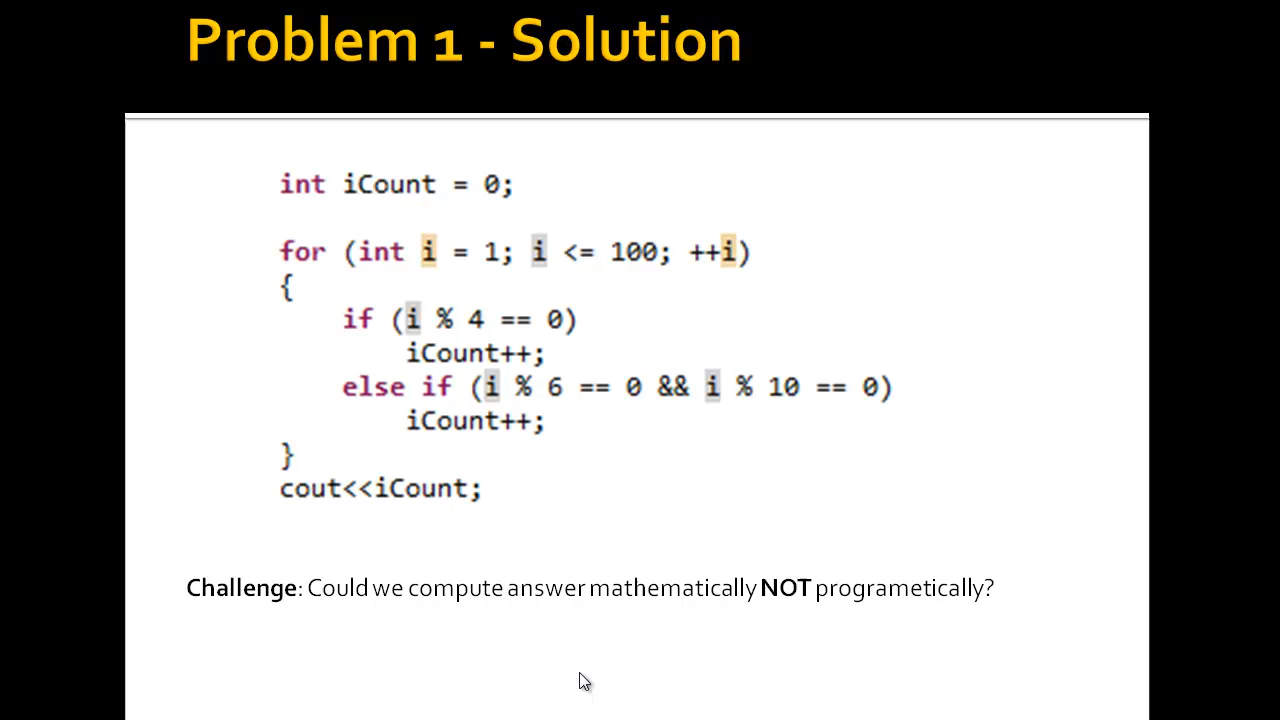 Problem 1 - Solution
int iCount = 0;
for (int i = 1; i <= 100; ++i)
{
if (i % 4 == 0)
iCount++;
else if (i % 6 == 0 && i % 10 == 0)
iCount++;
}
cout<<iCount;
Challenge: Could we compute answer mathematically NOT programetically?